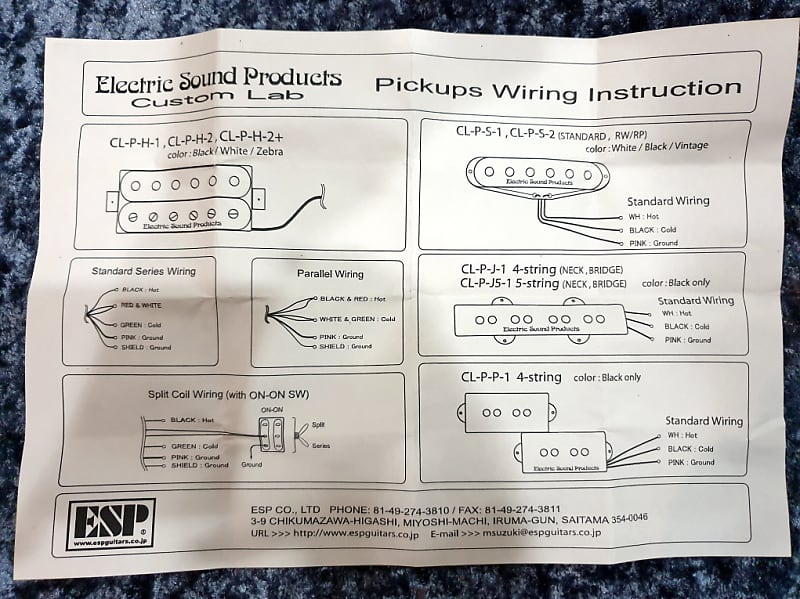 Electric Sound Products
Custom Lab
Pickups Wiring Instruction
CL-P-H-1, CL-P-H-2, CL-P-H-2+
color : Black / White / Zebra
Electric Sound Products
Standard Series Wiring
BLACK : Hot
RED & WHITE
GREEN : Cold
PINK : Ground
SHIELD : Ground
Parallel Wiring
BLACK & RED : Hot
WHITE & GREEN : Cold
PINK : Ground
SHIELD : Ground
Split Coil Wiring (with ON-ON SW)
ON-ON
BLACK : Hot
GREEN : Cold
PINK : Ground
SHIELD : Ground
Ground
Split
Series
CL-P-S-1, CL-P-S-2 (STANDARD, RW/RP)
color : White / Black / Vintage
Electric Sound Products
Standard Wiring
WH : Hot
BLACK : Cold
PINK : Ground
CL-P-J-1 4-string (NECK, BRIDGE)
CL-P-J5-1 5-string (NECK, BRIDGE) color : Black only
Electric Sound Products
Standard Wiring
WH : Hot
BLACK : Cold
PINK : Ground
CL-P-P-1 4-string color : Black only
Electric Sound Products
Standard Wiring
WH : Hot
BLACK : Cold
PINK : Ground
ESP®
www.espguitars.co.jp
ESP CO., LTD PHONE: 81-49-274-3810 / FAX: 81-49-274-3811
3-9 CHIKUMAZAWA-HIGASHI, MIYOSHI-MACHI, IRUMA-GUN, SAITAMA 354-0046
URL >>> http://www.espguitars.co.jp E-mail >>> msuzuki@espguitars.co.jp